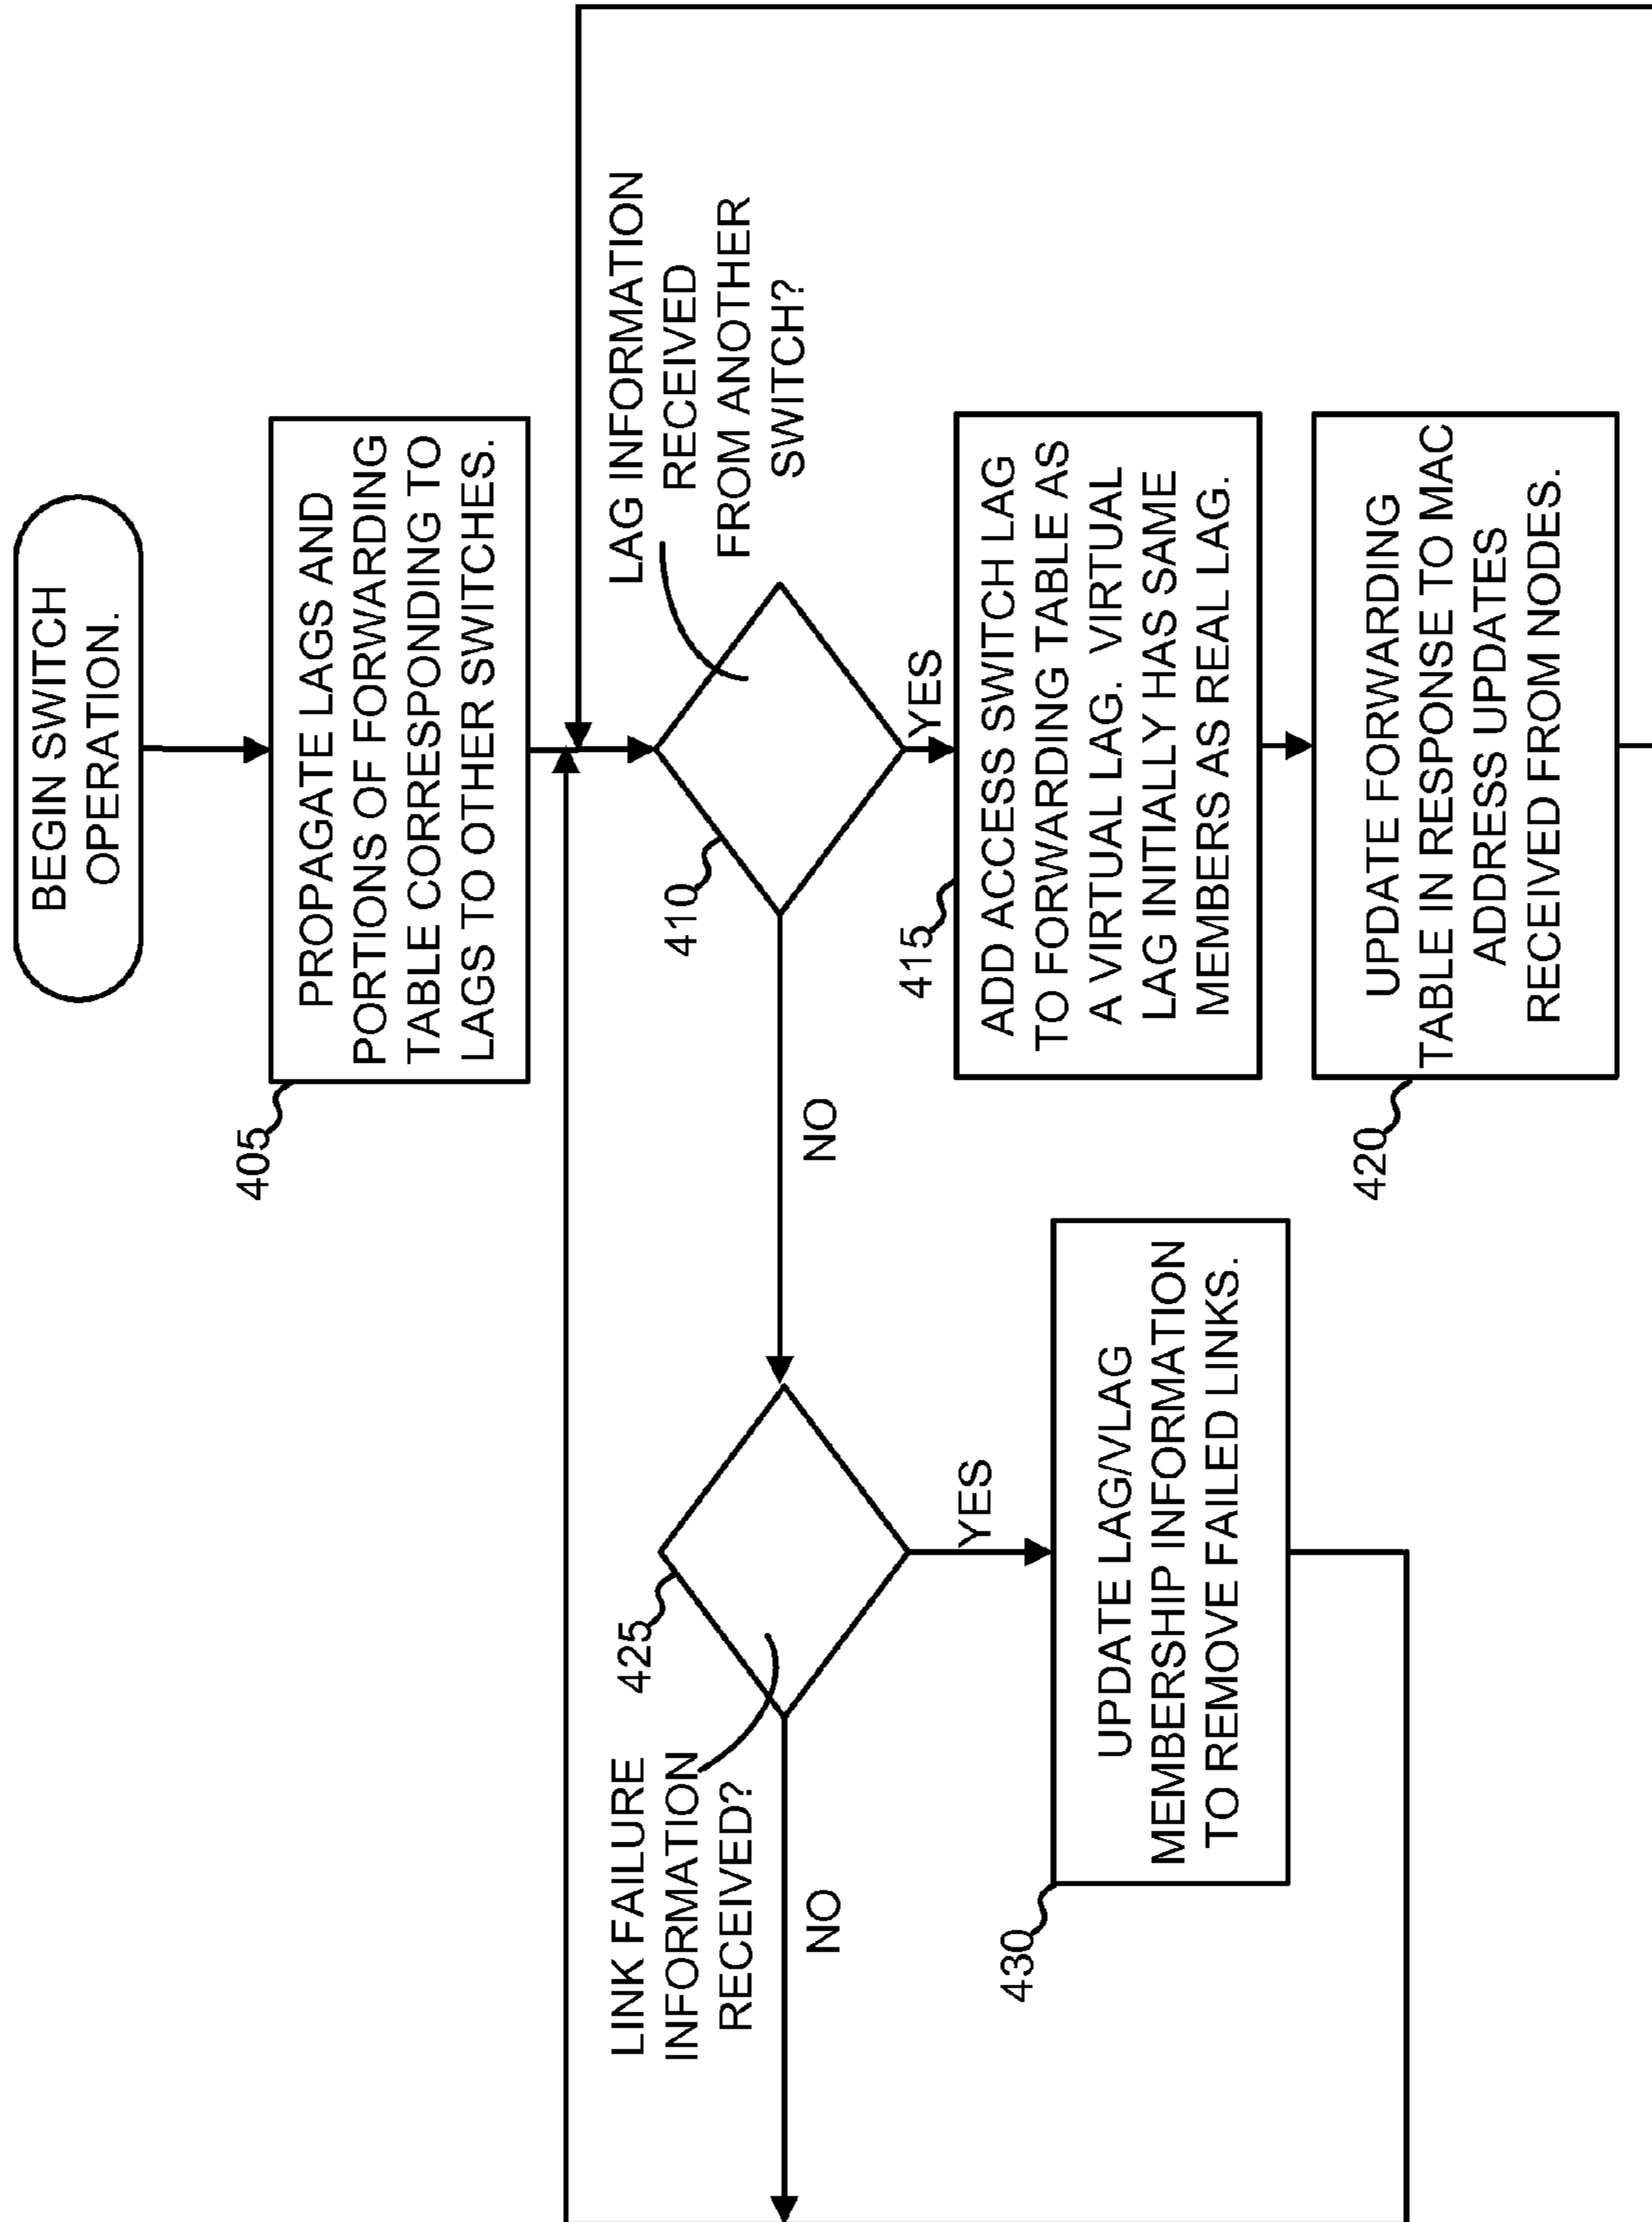 BEGIN SWITCH
OPERATION.
405
PROPAGATE LAGS AND
PORTIONS OF FORWARDING
TABLE CORRESPONDING TO
LAGS TO OTHER SWITCHES.
LAG INFORMATION
RECEIVED
FROM ANOTHER
SWITCH?
410
NO
YES
415
ADD ACCESS SWITCH LAG
TO FORWARDING TABLE AS
A VIRTUAL LAG. VIRTUAL
LAG INITIALLY HAS SAME
MEMBERS AS REAL LAG.
420
UPDATE FORWARDING
TABLE IN RESPONSE TO MAC
ADDRESS UPDATES
RECEIVED FROM NODES.
LINK FAILURE
INFORMATION
RECEIVED?
425
NO
YES
430
UPDATE LAG/VLAG
MEMBERSHIP INFORMATION
TO REMOVE FAILED LINKS.